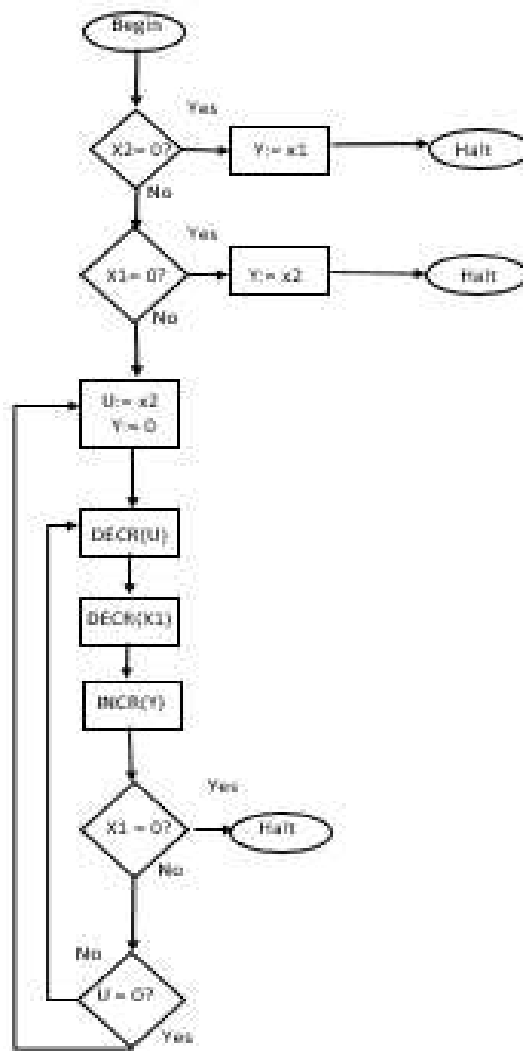 Begin
Yes
X2= 0?
Y:= x1
Halt
No
Yes
X1= 0?
Y:= x2
Halt
No
U:= x2
Y:= 0
DECR(U)
DECR(X1)
INCR(Y)
Yes
X1 = 0?
Halt
No
No
U = 0?
Yes